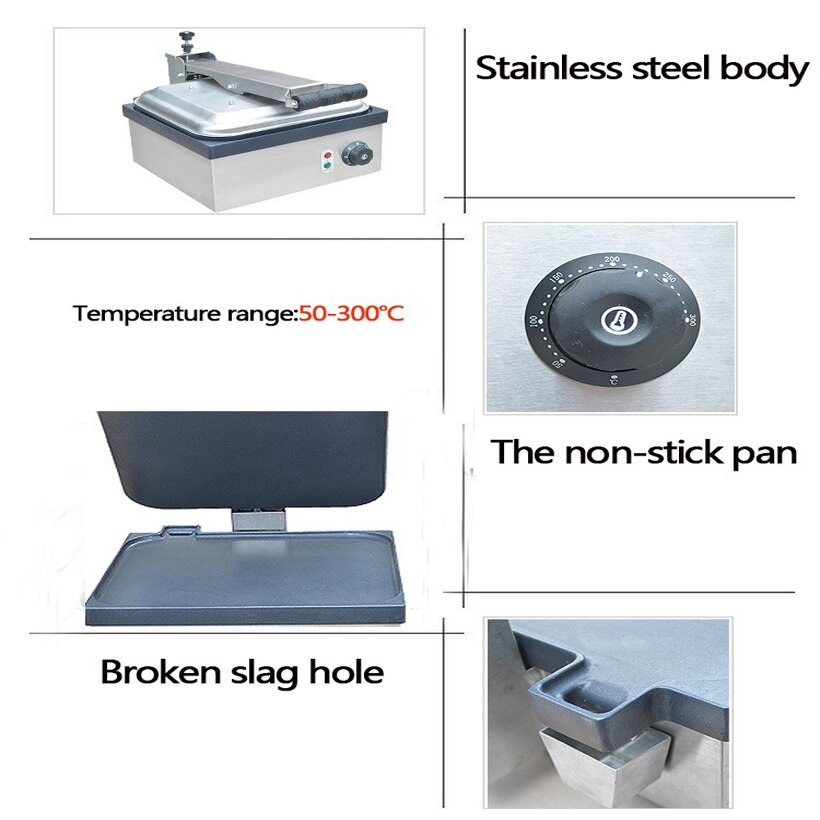 Stainless steel body
Temperature range:50-300℃
50
100
150
200
250
300
℃
The non-stick pan
Broken slag hole